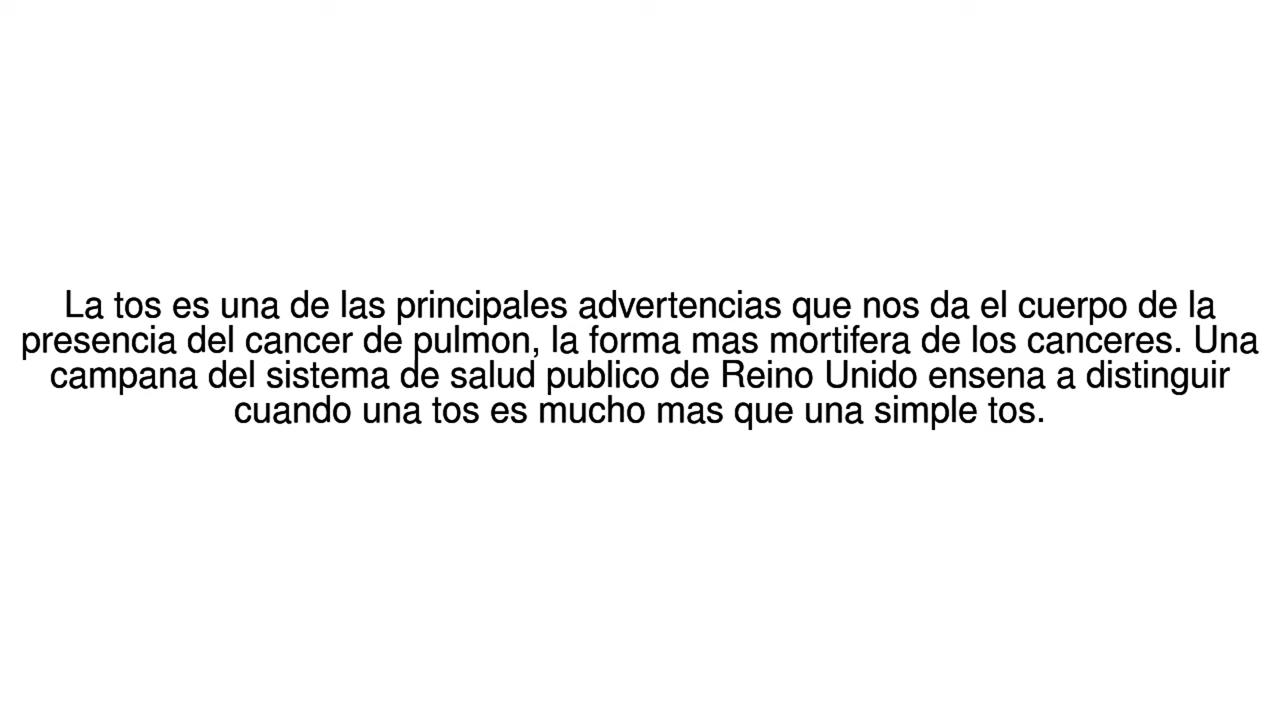 La tos es una de las principales advertencias que nos da el cuerpo de la
presencia del cancer de pulmon, la forma mas mortifera de los canceres. Una
campana del sistema de salud publico de Reino Unido ensena a distinguir
cuando una tos es mucho mas que una simple tos.